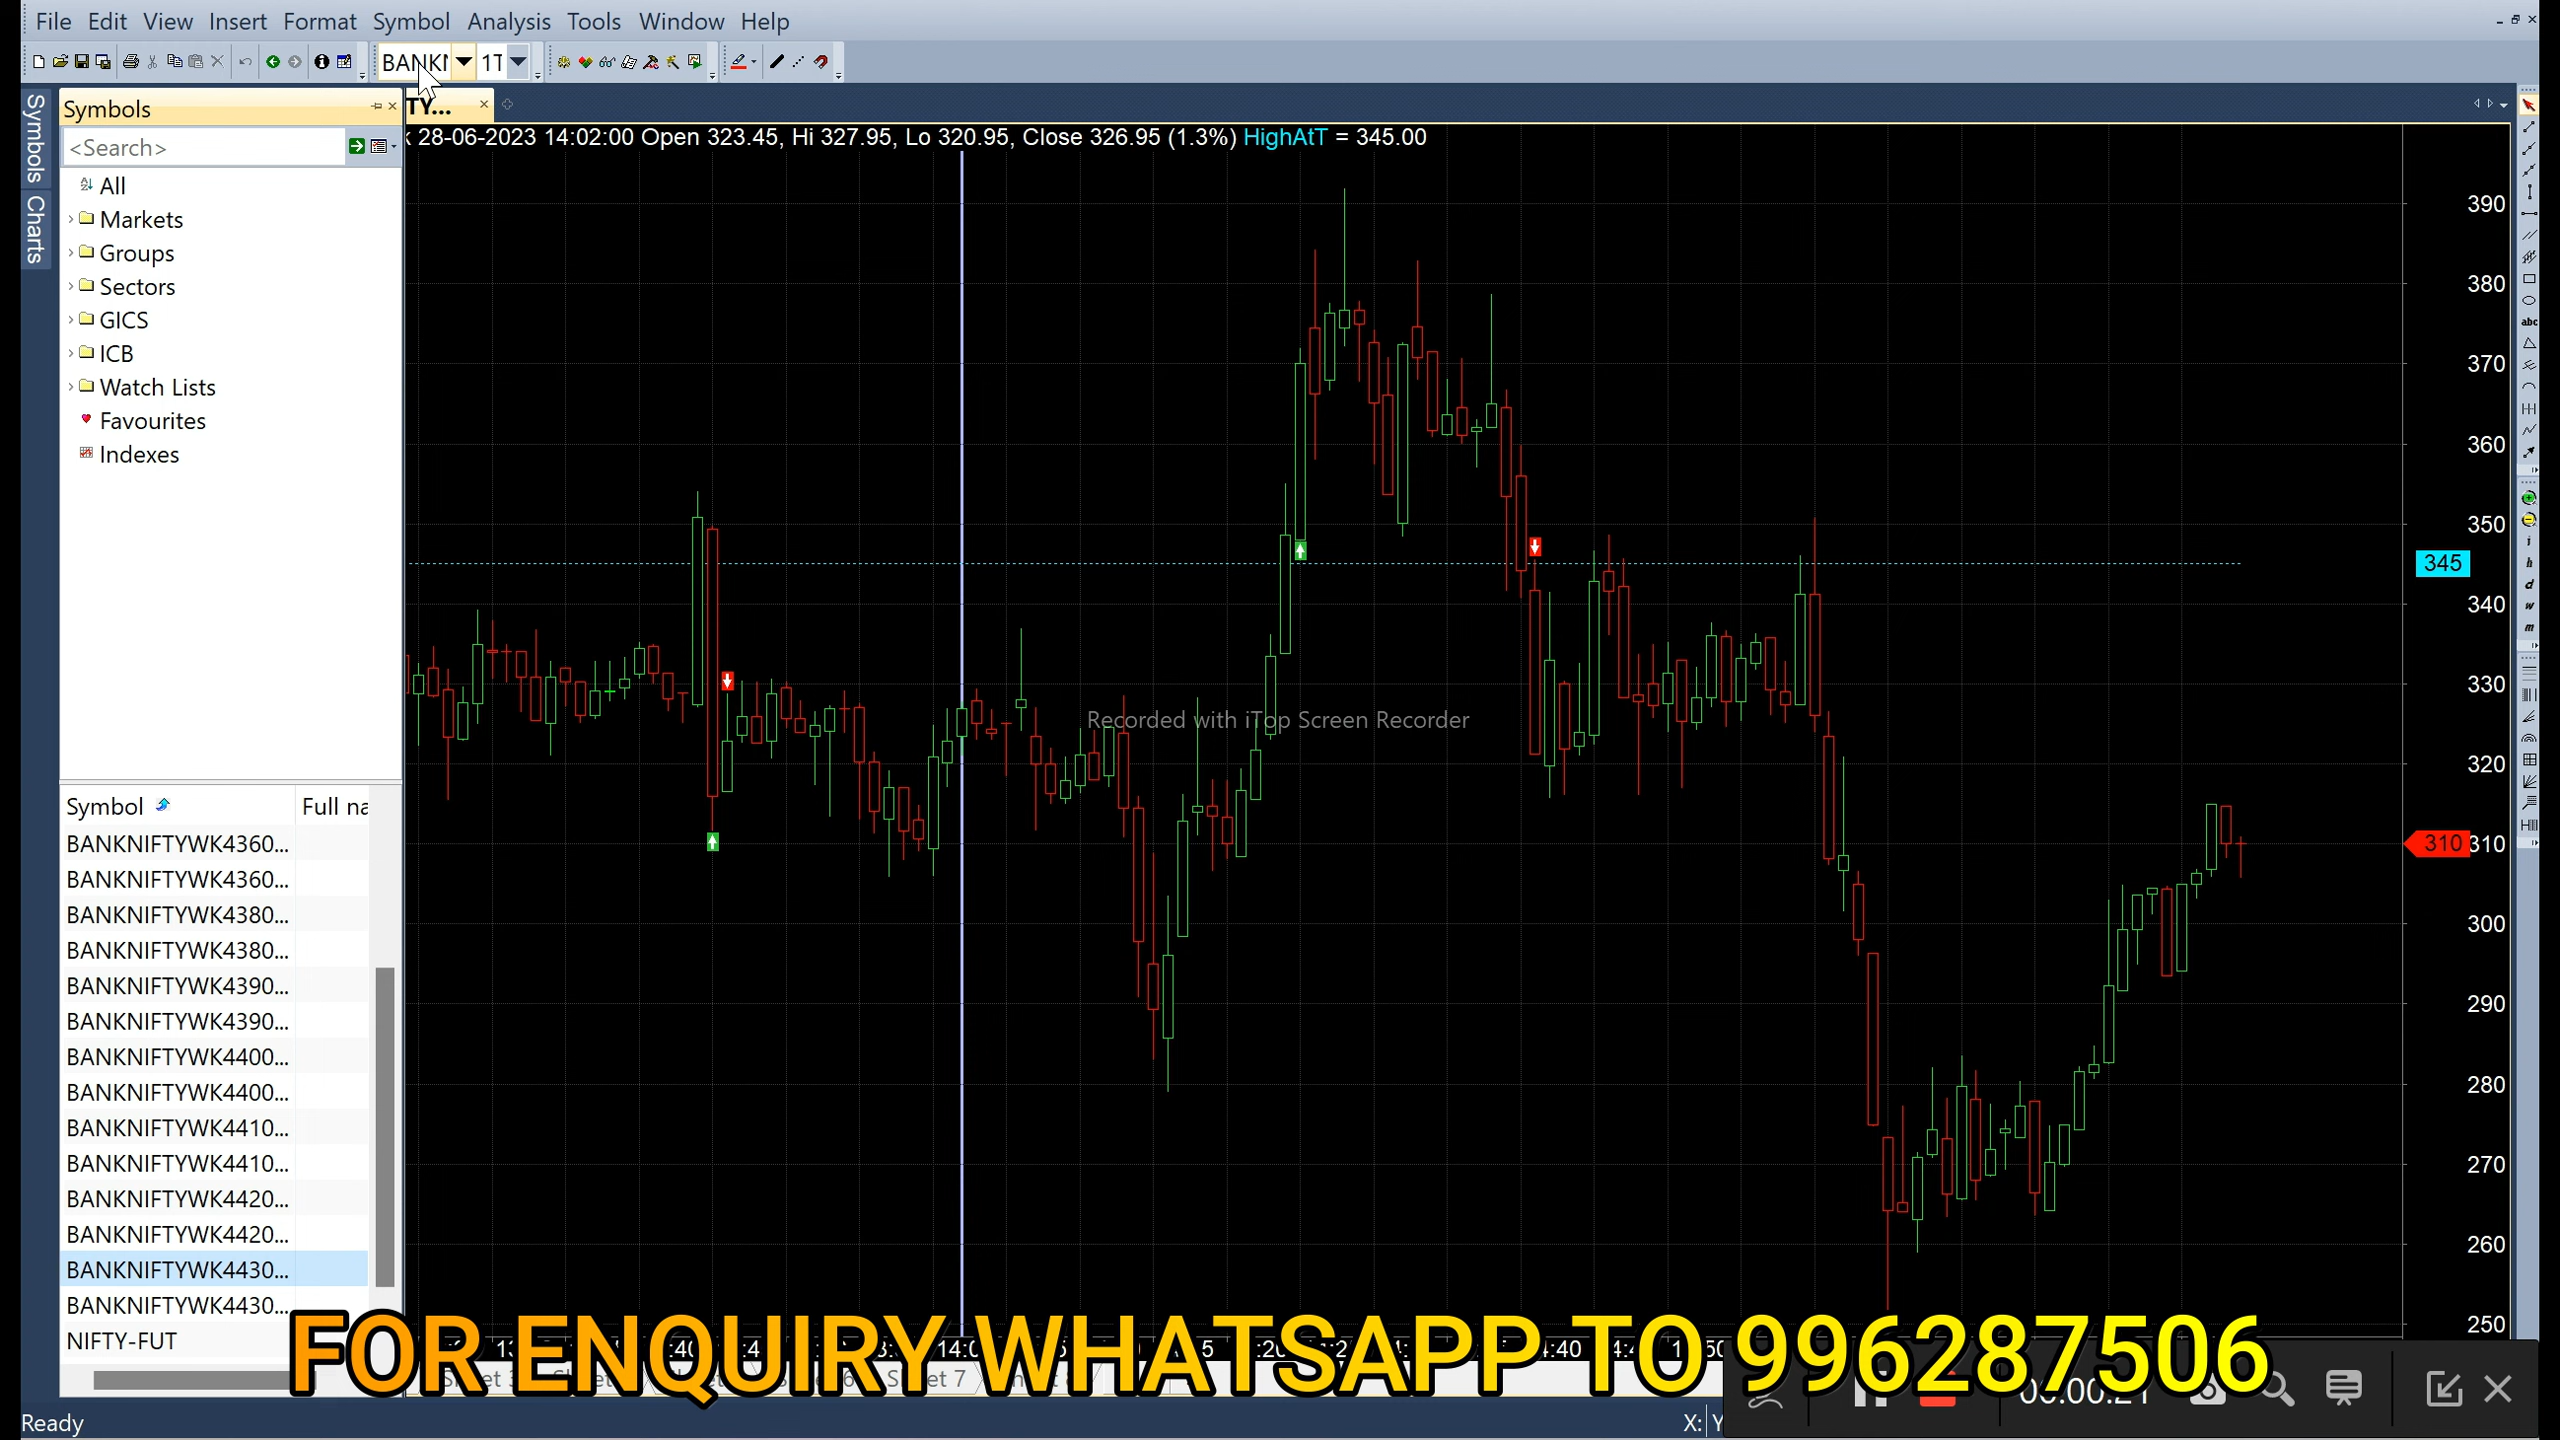 File Edit View Insert Format Symbol Analysis Tools Window Help
BANKN 1T
Symbols
TY...
<Search>
28-06-2023 14:02:00 Open 323.45, Hi 327.95, Lo 320.95, Close 326.95 (1.3%) HighAtT = 345.00
Symbols
Charts
All
Markets
Groups
Sectors
GICS
ICB
Watch Lists
Favourites
Indexes
390
380
370
360
350
345
340
330
320
310 310
300
290
280
270
260
250
abc
i
h
d
w
m
Recorded with iTop Screen Recorder
Symbol Full na
BANKNIFTYWK4360...
BANKNIFTYWK4360...
BANKNIFTYWK4380...
BANKNIFTYWK4380...
BANKNIFTYWK4390...
BANKNIFTYWK4390...
BANKNIFTYWK4400...
BANKNIFTYWK4400...
BANKNIFTYWK4410...
BANKNIFTYWK4410...
BANKNIFTYWK4420...
BANKNIFTYWK4420...
BANKNIFTYWK4430...
BANKNIFTYWK4430...
NIFTY-FUT
FOR ENQUIRY WHATSAPP TO 996287506
Ready
X: